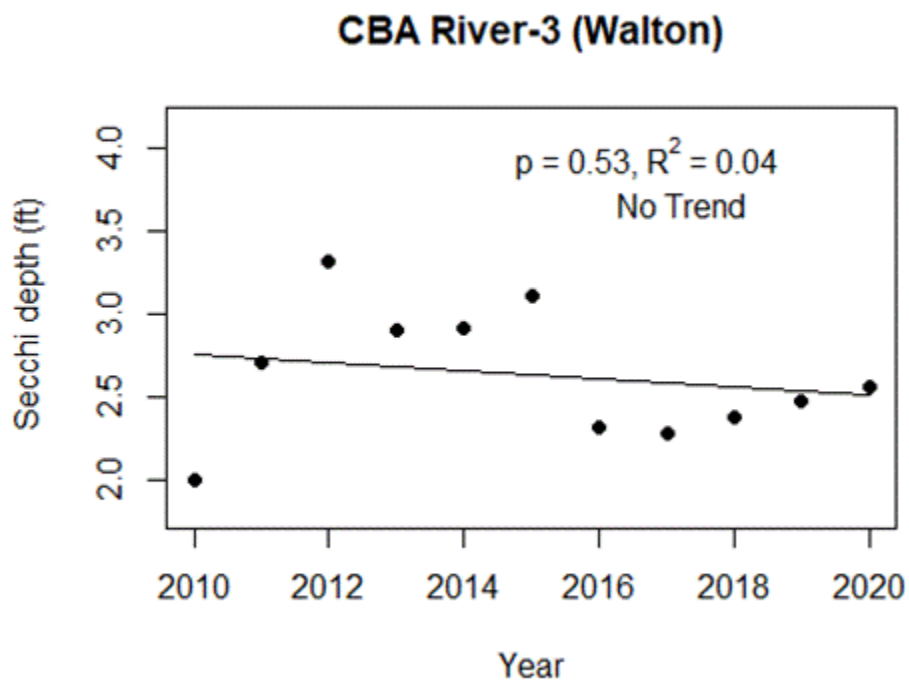 CBA River-3 (Walton)
p = 0.53, R² = 0.04
No Trend
Secchi depth (ft)
4.0
3.5
3.0
2.5
2.0
2010 2012 2014 2016 2018 2020
Year